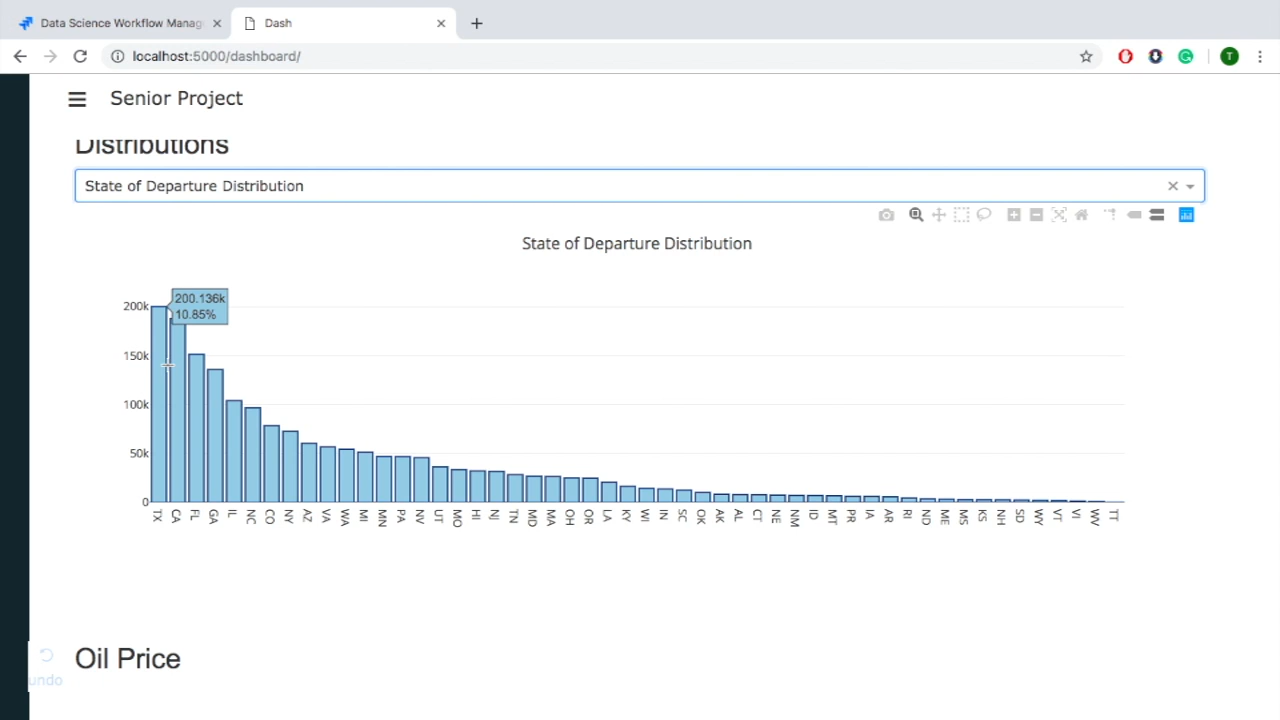 Data Science Workflow Manag
Dash
localhost:5000/dashboard/
T
Senior Project
Distributions
State of Departure Distribution
State of Departure Distribution
200.136k
10.85%
200k
150k
100k
50k
0
TX CA FL GA IL NC CO NY AZ VA WA MI MN PA NV UT MO HI NJ TN MD MA OH OR LA KY WI IN SC OK AK AL CT NE NM ID MT PR IA AR RI ND ME MS KS NH SD WY VT VI WV TT
Oil Price
undo